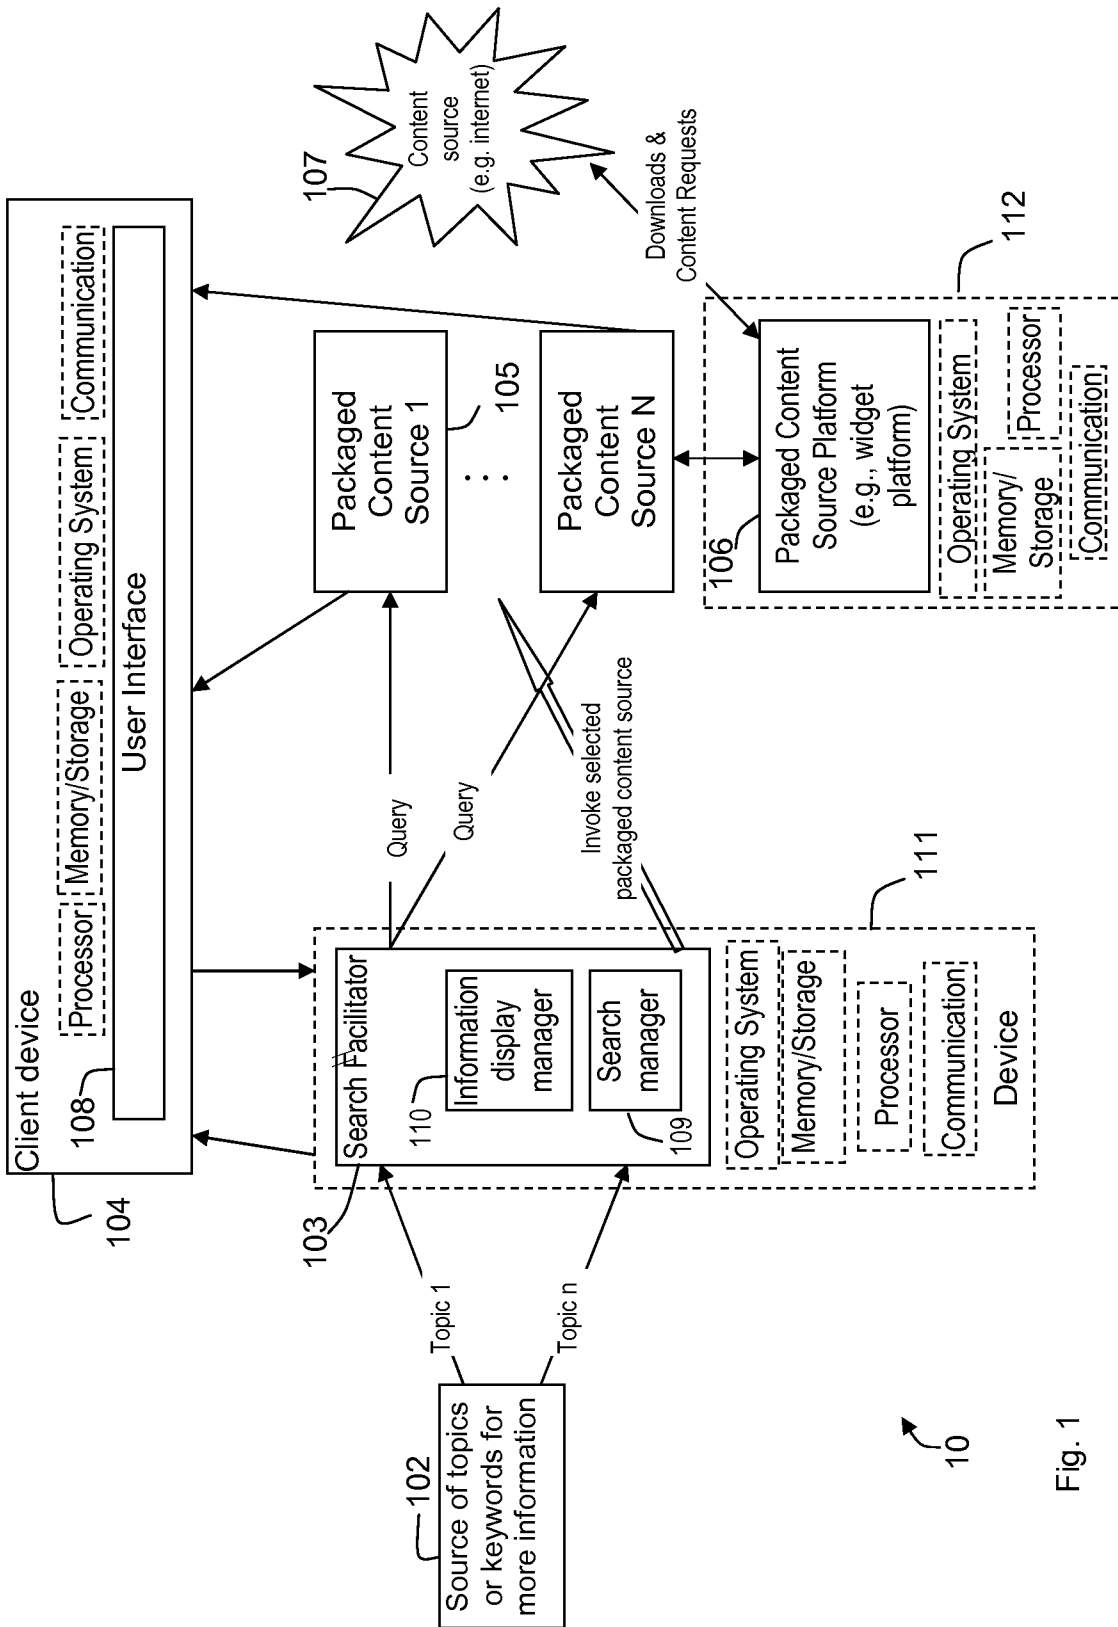 Client device
104
108
Processor
Memory/Storage
Operating System
Communication
User Interface
107
Content
source
(e.g. internet)
103
Search Facilitator
110
Information
display
manager
109
Search
manager
Operating System
Memory/Storage
Processor
Communication
Device
111
Query
Query
Invoke selected
packaged content source
Packaged
Content
Source 1
105
Packaged
Content
Source N
Downloads &
Content Requests
106
Packaged Content
Source Platform
(e.g., widget
platform)
Operating System
Memory/
Storage
Processor
Communication
112
102
Source of topics
or keywords for
more information
Topic 1
Topic n
10
Fig. 1